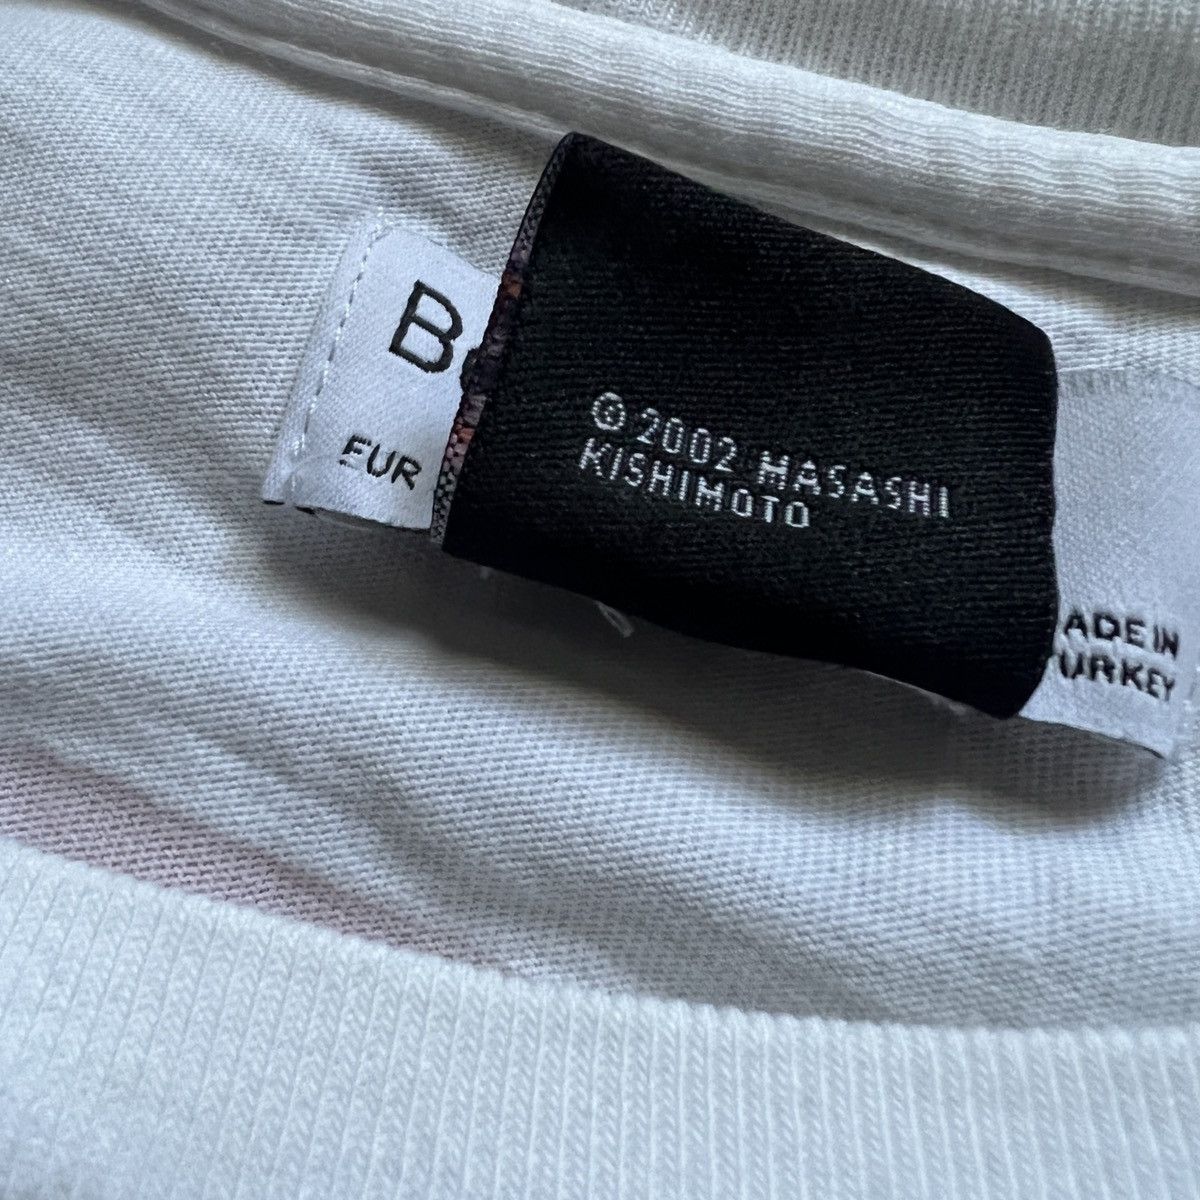 EUR
© 2002 MASASHI
KISHIMOTO
ADE IN
URKEY